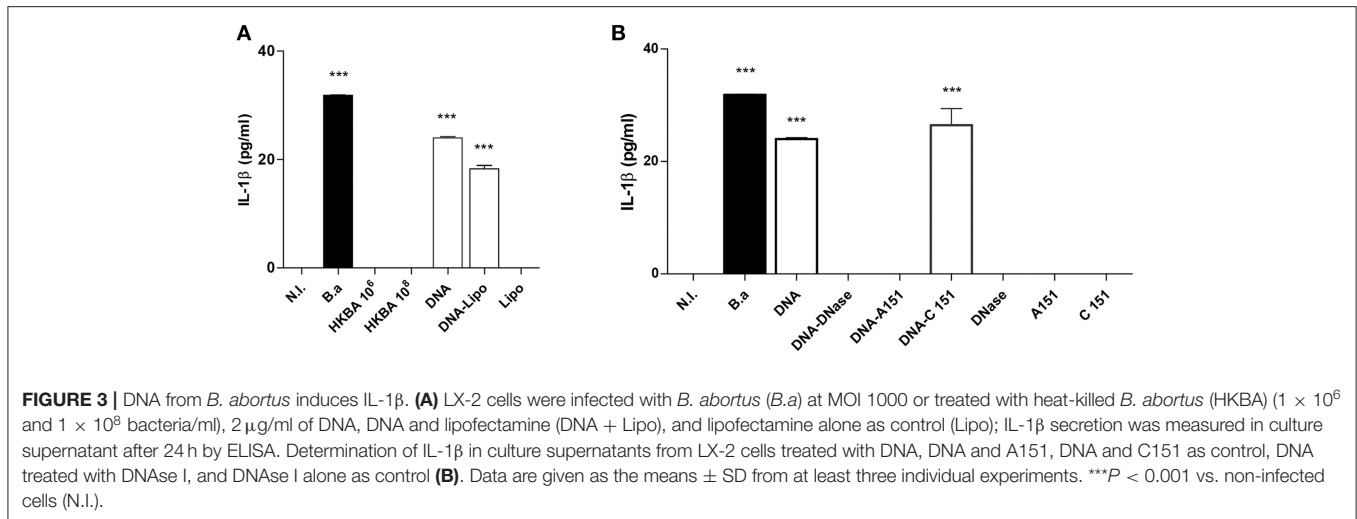 A
40
20
0
IL-1β (pg/ml)
***
***
***
N.I.
B.a
HKBA 10⁶
HKBA 10⁸
DNA
DNA-Lipo
Lipo
B
40
20
0
IL-1β (pg/ml)
***
***
***
N.I.
B.a
DNA
DNA-DNase
DNA-A151
DNA-C 151
DNase
A151
C 151
FIGURE 3 | DNA from B. abortus induces IL-1β. (A) LX-2 cells were infected with B. abortus (B.a) at MOI 1000 or treated with heat-killed B. abortus (HKBA) (1 × 10⁶
and 1 × 10⁸ bacteria/ml), 2 μg/ml of DNA, DNA and lipofectamine (DNA + Lipo), and lipofectamine alone as control (Lipo); IL-1β secretion was measured in culture
supernatant after 24 h by ELISA. Determination of IL-1β in culture supernatants from LX-2 cells treated with DNA, DNA and A151, DNA and C151 as control, DNA
treated with DNAse I, and DNAse I alone as control (B). Data are given as the means ± SD from at least three individual experiments. ***P < 0.001 vs. non-infected
cells (N.I.).